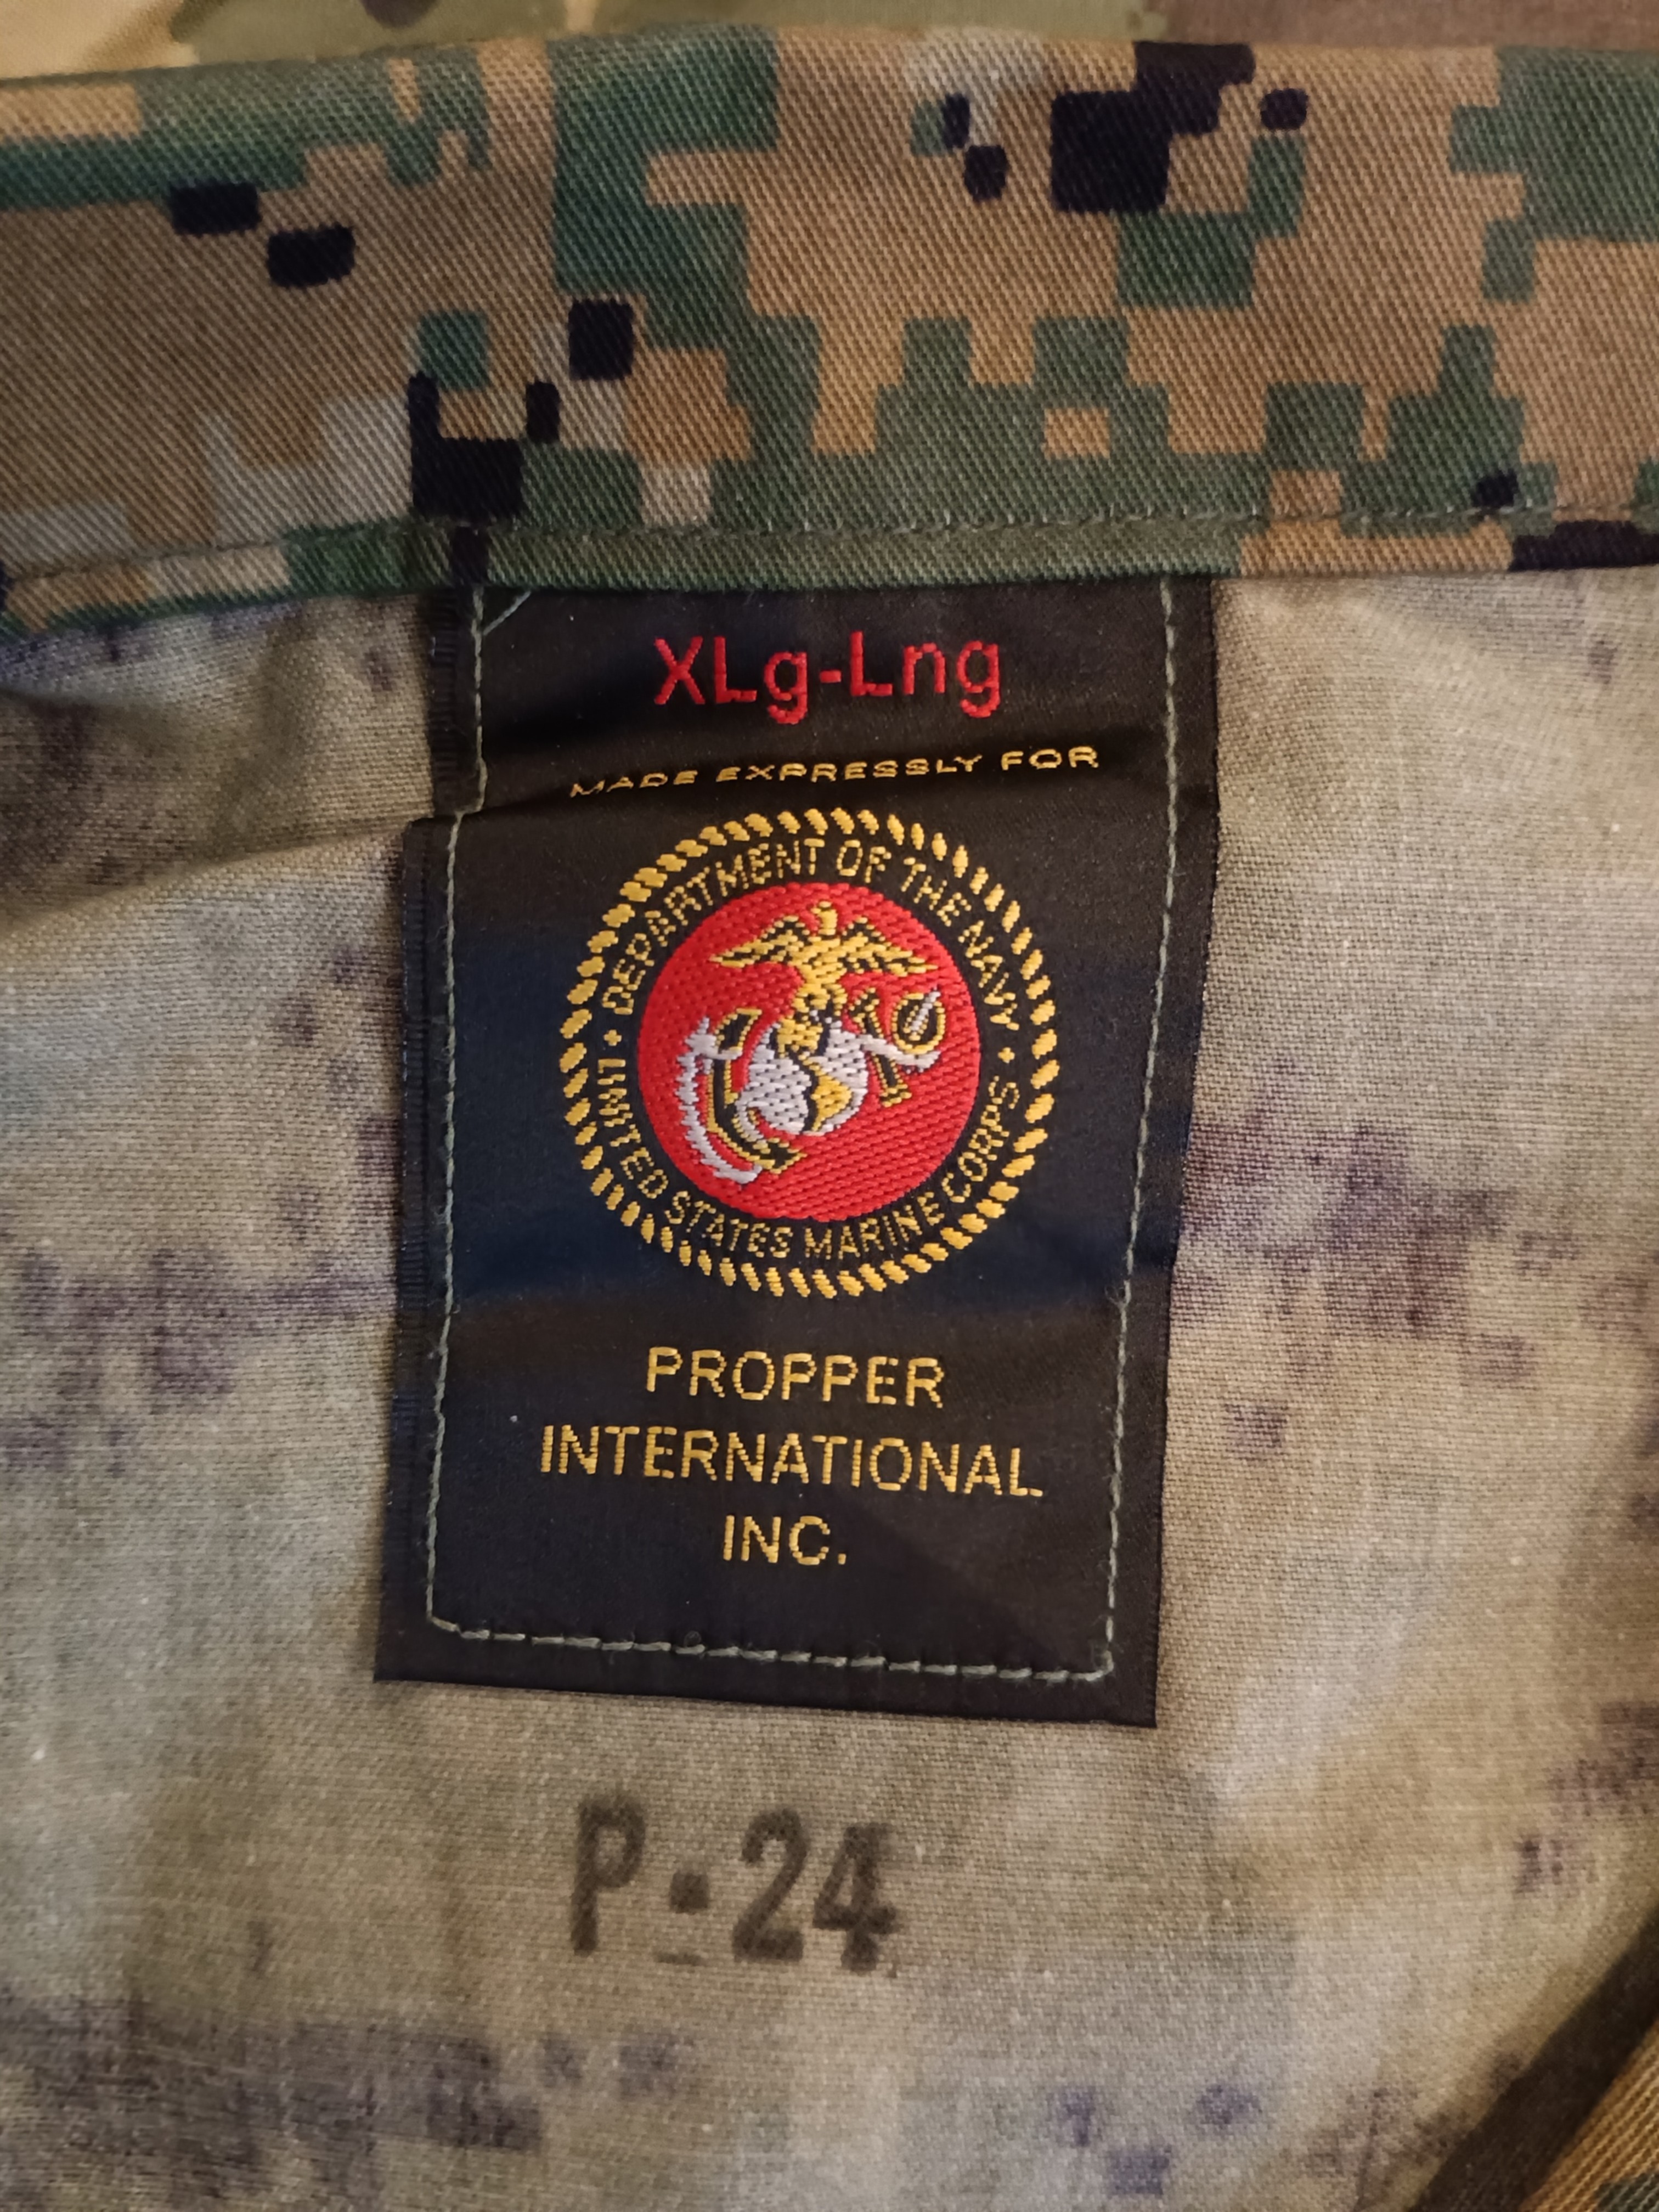 XLg-Lng
MADE EXPRESSLY FOR
DEPARTMENT OF THE NAVY
UNITED STATES MARINE CORPS
PROPPER
INTERNATIONAL
INC.
P-24